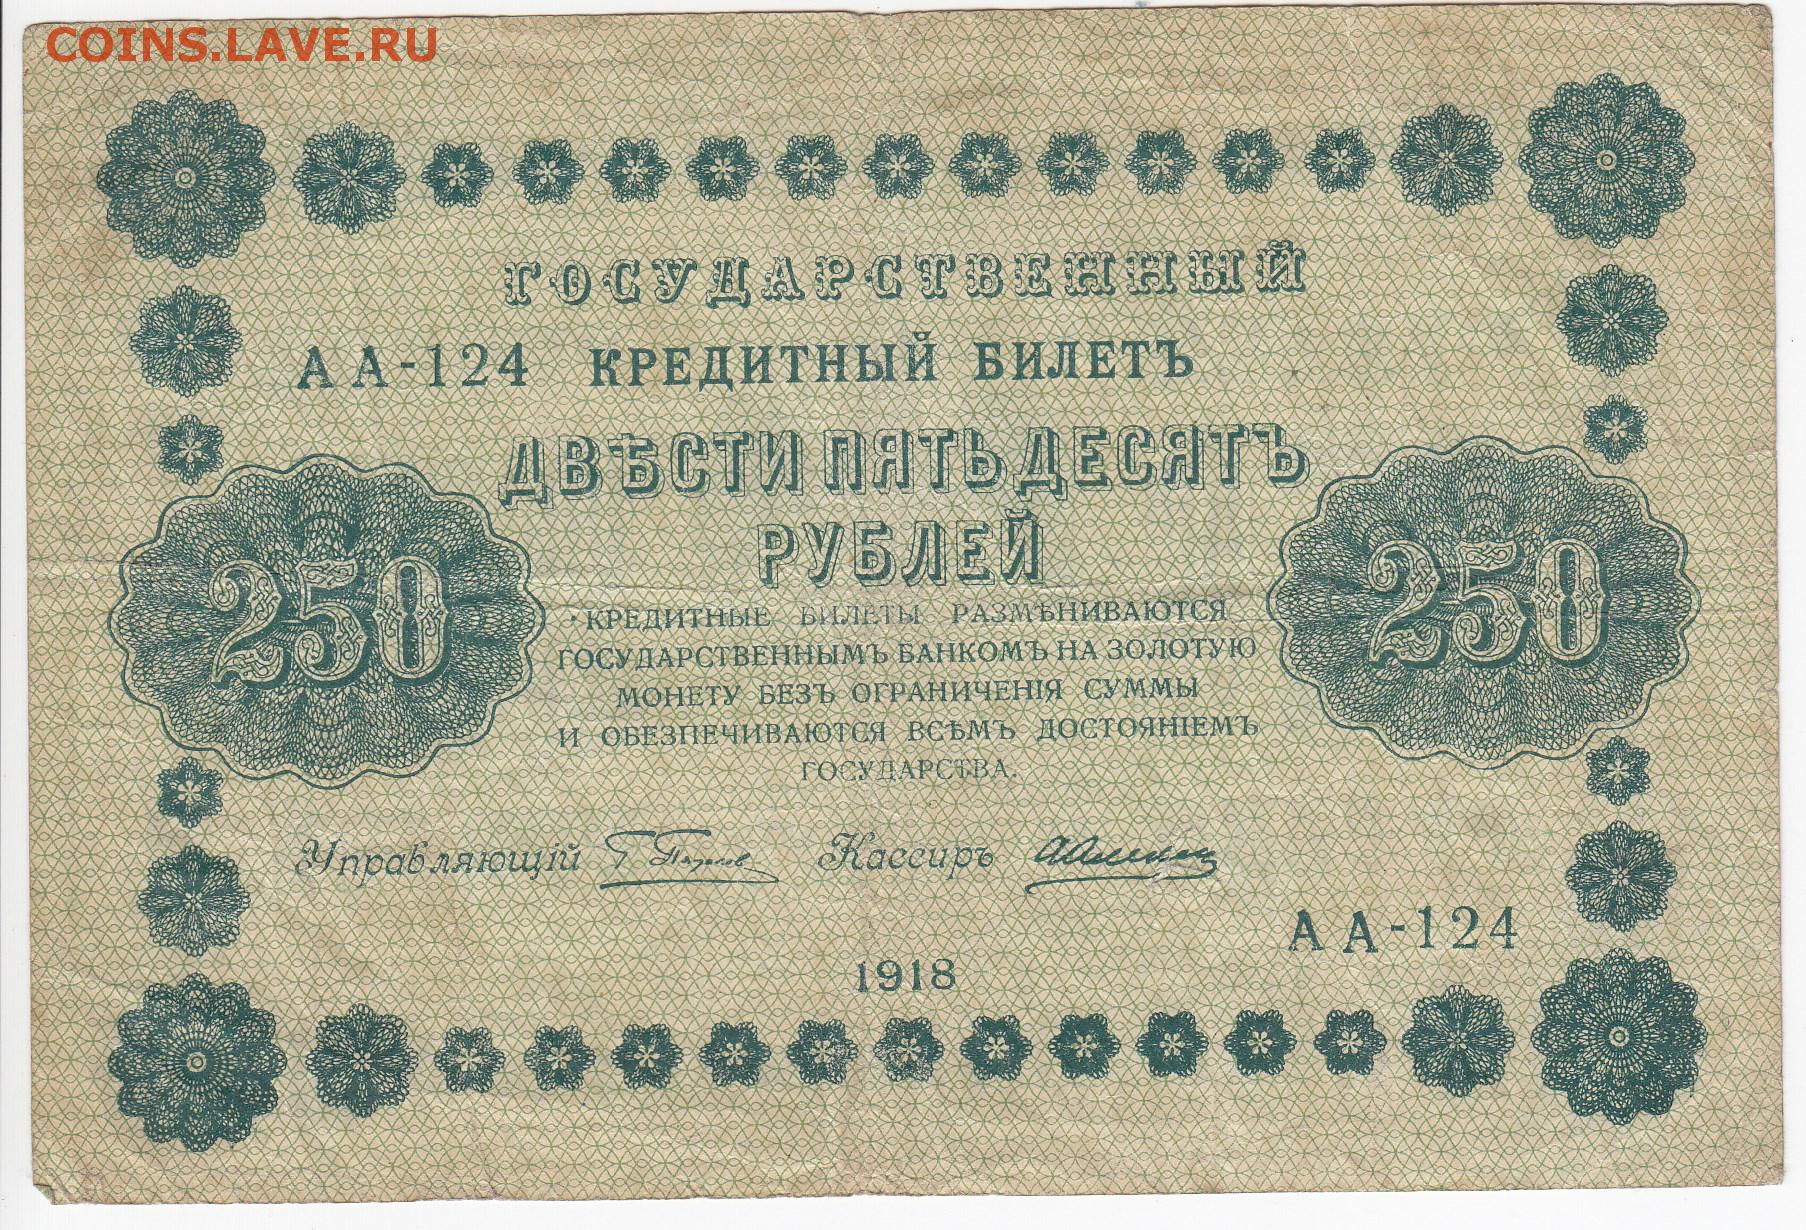 COINS.LAVE.RU
ГОСУДАРСТВЕННЫЙ
АА-124 КРЕДИТНЫЙ БИЛЕТЪ
ДВѢСТИ ПЯТЬДЕСЯТЪ
РУБЛЕЙ
250 250
КРЕДИТНЫЕ БИЛЕТЫ РАЗМѢНИВАЮТСЯ
ГОСУДАРСТВЕННЫМЪ БАНКОМЪ НА ЗОЛОТУЮ
МОНЕТУ БЕЗЪ ОГРАНИЧЕНІЯ СУММЫ
И ОБЕЗПЕЧИВАЮТСЯ ВСѢМЪ ДОСТОЯНІЕМЪ
ГОСУДАРСТВА.
Управляющій Кассиръ
АА-124
1918